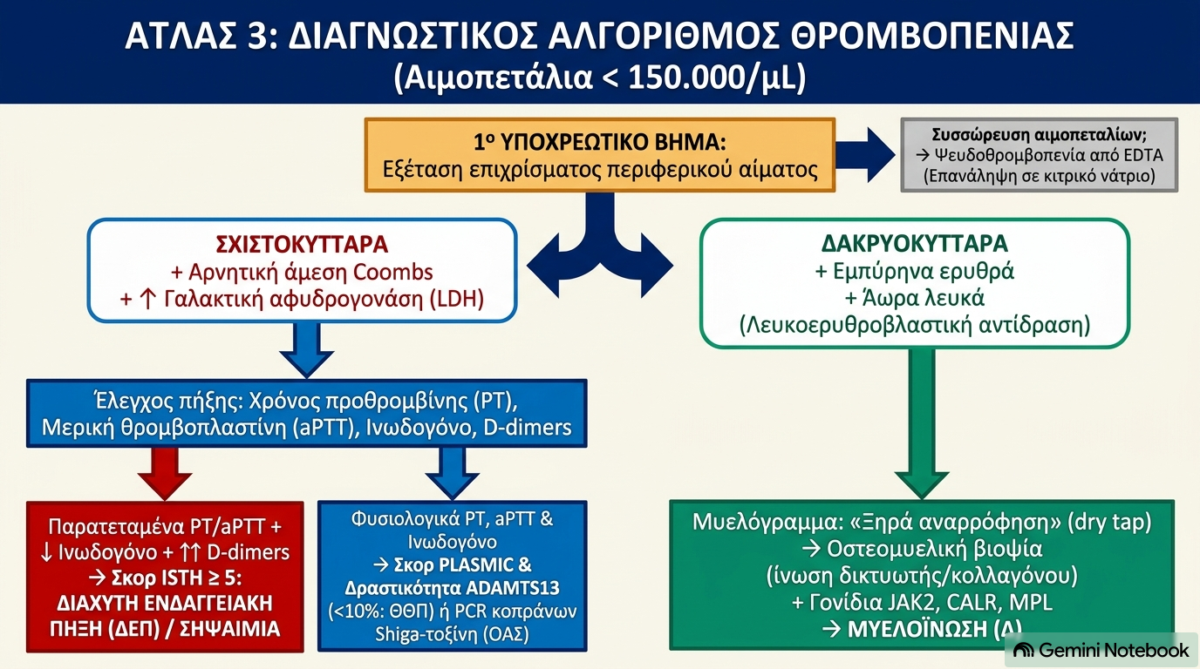 ΑΤΛΑΣ 3: ΔΙΑΓΝΩΣΤΙΚΟΣ ΑΛΓΟΡΙΘΜΟΣ ΘΡΟΜΒΟΠΕΝΙΑΣ
(Αιμοπετάλια < 150.000/μL)
1ο ΥΠΟΧΡΕΩΤΙΚΟ ΒΗΜΑ:
Εξέταση επιχρίσματος περιφερικού αίματος
Συσσώρευση αιμοπεταλίων;
→ Ψευδοθρομβοπενία από EDTA
(Επανάληψη σε κιτρικό νάτριο)
ΣΧΙΣΤΟΚΥΤΤΑΡΑ
+ Αρνητική άμεση Coombs
+ ↑ Γαλακτική αφυδρογονάση (LDH)
ΔΑΚΡΥΟΚΥΤΤΑΡΑ
+ Εμπύρηνα ερυθρά
+ Άωρα λευκά
(Λευκοερυθροβλαστική αντίδραση)
Έλεγχος πήξης: Χρόνος προθρομβίνης (PT),
Μερική θρομβοπλαστίνη (aPTT), Ινωδογόνο, D-dimers
Παρατεταμένα PT/aPTT +
↓ Ινωδογόνο + ↑↑ D-dimers
→ Σκορ ISTH ≥ 5:
ΔΙΑΧΥΤΗ ΕΝΔΑΓΓΕΙΑΚΗ
ΠΗΞΗ (ΔΕΠ) / ΣΗΨΑΙΜΙΑ
Φυσιολογικά PT, aPTT &
Ινωδογόνο
→ Σκορ PLASMIC &
Δραστικότητα ADAMTS13
(<10%: ΘΘΠ) ή PCR κοπράνων
Shiga-τοξίνη (ΟΑΣ)
Μυελόγραμμα: «Ξηρά αναρρόφηση» (dry tap)
→ Οστεομυελική βιοψία
(ίνωση δικτυωτής/κολλαγόνου)
+ Γονίδια JAK2, CALR, MPL
→ ΜΥΕΛΟΪΝΩΣΗ (Δ)
Gemini Notebook